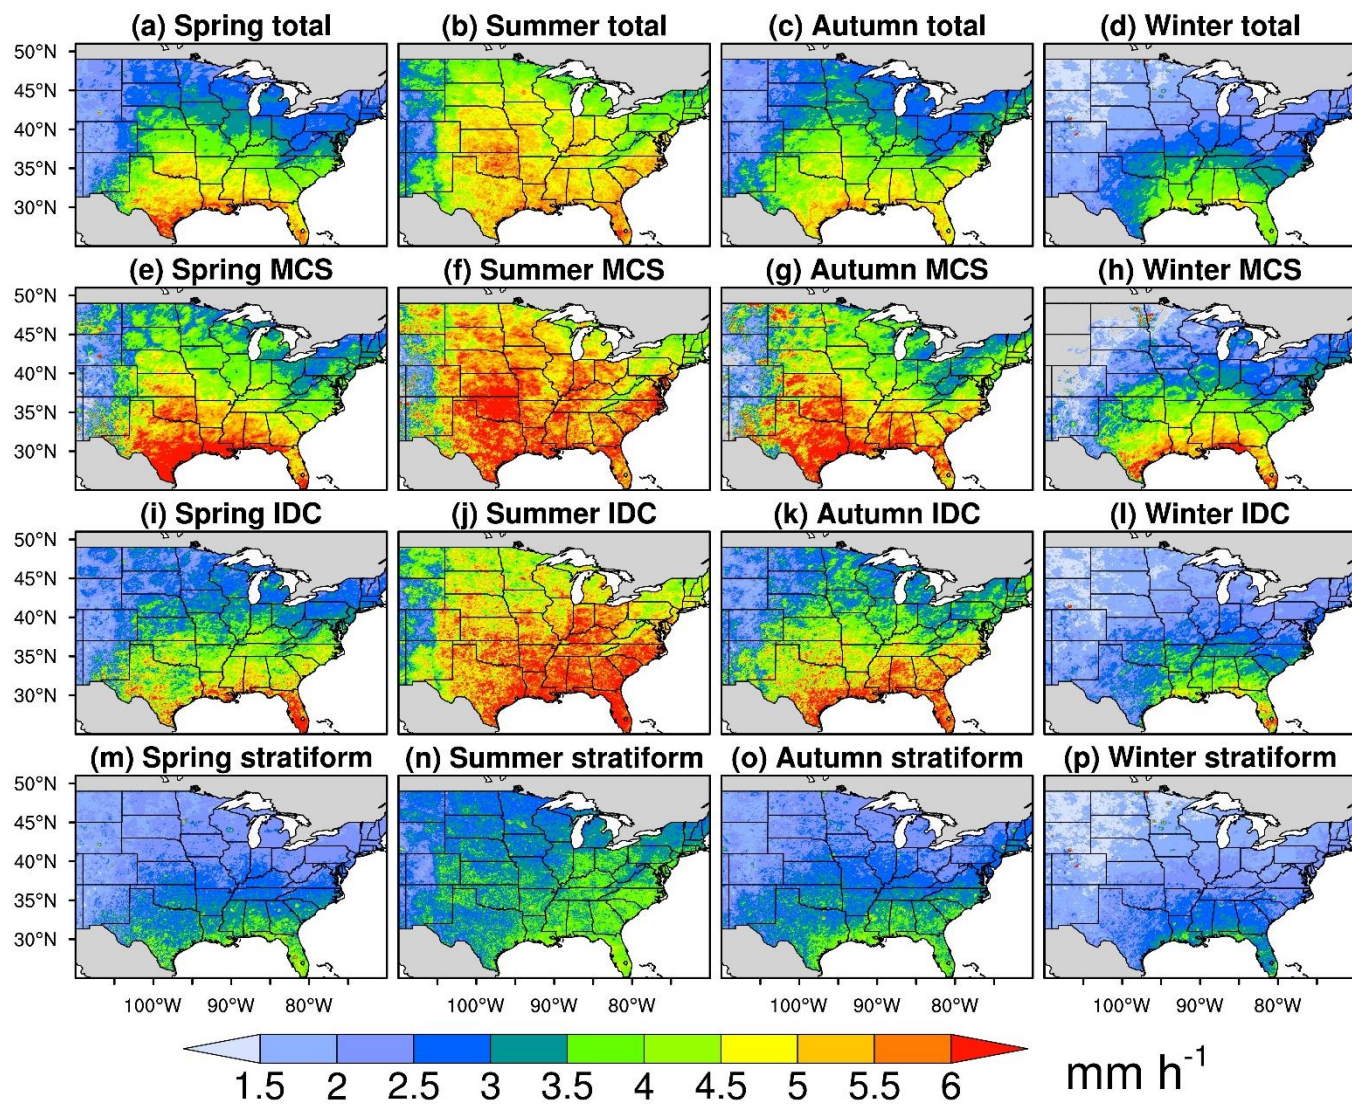 (a) Spring total
(b) Summer total
(c) Autumn total
(d) Winter total
50°N
45°N
40°N
35°N
30°N
(e) Spring MCS
(f) Summer MCS
(g) Autumn MCS
(h) Winter MCS
50°N
45°N
40°N
35°N
30°N
(i) Spring IDC
(j) Summer IDC
(k) Autumn IDC
(l) Winter IDC
50°N
45°N
40°N
35°N
30°N
(m) Spring stratiform
(n) Summer stratiform
(o) Autumn stratiform
(p) Winter stratiform
50°N
45°N
40°N
35°N
30°N
100°W 90°W 80°W
100°W 90°W 80°W
100°W 90°W 80°W
100°W 90°W 80°W
1.5 2 2.5 3 3.5 4 4.5 5 5.5 6
mm h⁻¹